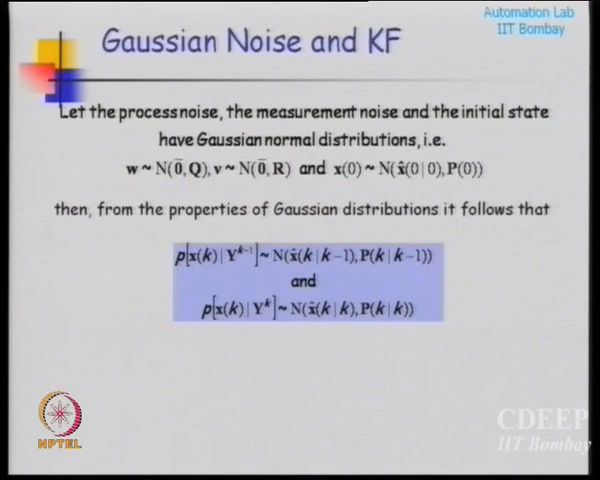 Automation Lab
IIT Bombay
Gaussian Noise and KF
Let the process noise, the measurement noise and the initial state
have Gaussian normal distributions, i.e.
w ~ N(0̄, Q), v ~ N(0̄, R) and x(0) ~ N(x̂(0 | 0), P(0))
then, from the properties of Gaussian distributions it follows that
p[x(k) | Y^{k-1}] ~ N(x̂(k | k-1), P(k | k-1))
and
p[x(k) | Y^k] ~ N(x̂(k | k), P(k | k))
NPTEL
CDEEP
IIT Bombay